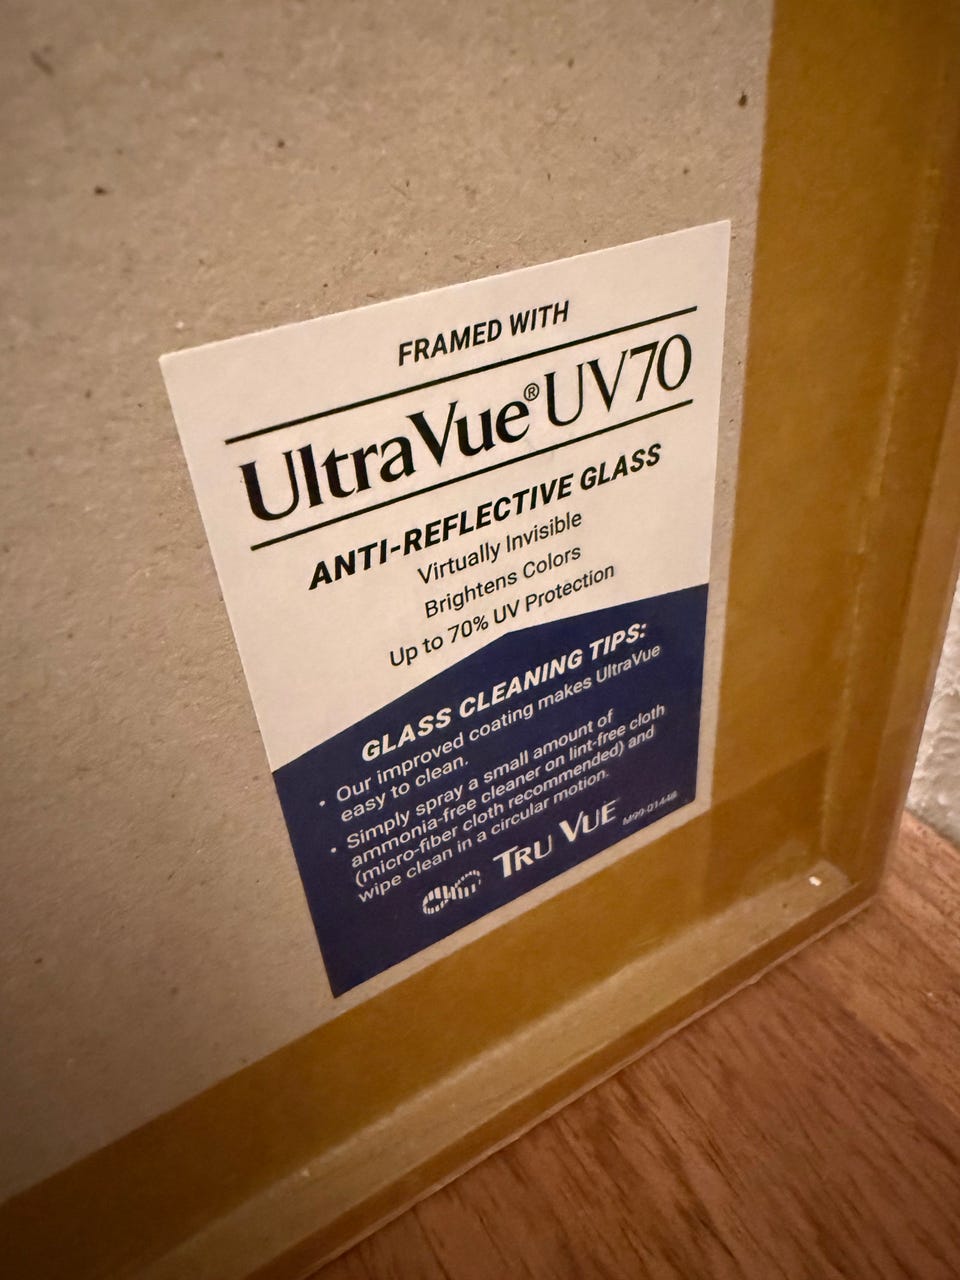 FRAMED WITH
UltraVue® UV70
ANTI-REFLECTIVE GLASS
Virtually Invisible
Brightens Colors
Up to 70% UV Protection
GLASS CLEANING TIPS:
• Our improved coating makes UltraVue
easy to clean.
• Simply spray a small amount of
ammonia-free cleaner on lint-free cloth
(micro-fiber cloth recommended) and
wipe clean in a circular motion.
TRU VUE